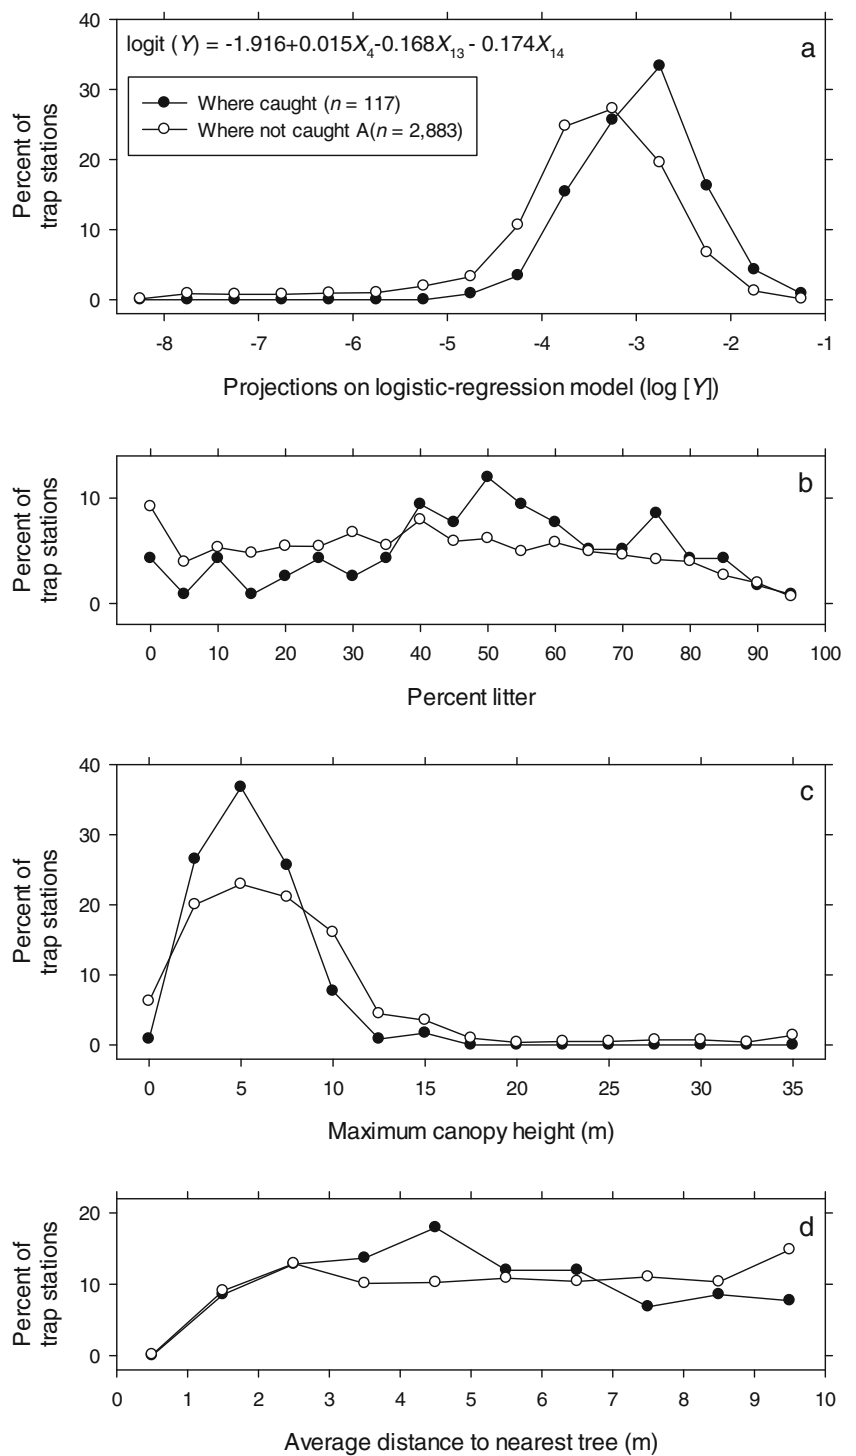 logit (Y) = -1.916+0.015X4-0.168X13 - 0.174X14
a
Where caught (n = 117)
Where not caught A(n = 2,883)
Percent of
trap stations
40
30
20
10
0
-8 -7 -6 -5 -4 -3 -2 -1
Projections on logistic-regression model (log [Y])
b
Percent of
trap stations
10
0
0 10 20 30 40 50 60 70 80 90 100
Percent litter
c
Percent of
trap stations
40
30
20
10
0
0 5 10 15 20 25 30 35
Maximum canopy height (m)
d
Percent of
trap stations
20
10
0
0 1 2 3 4 5 6 7 8 9 10
Average distance to nearest tree (m)